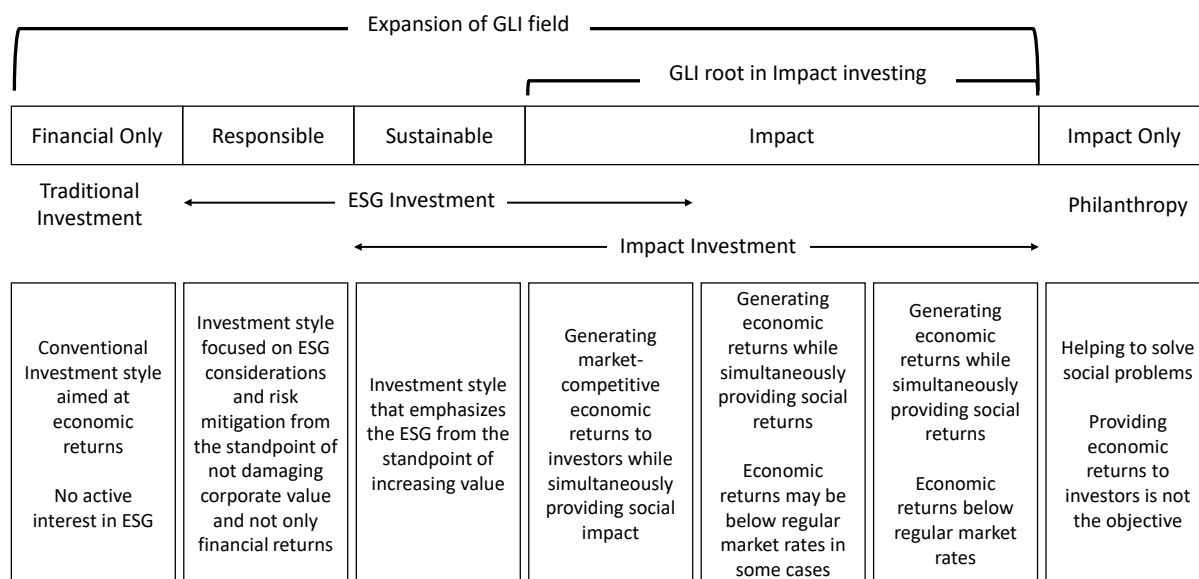 Expansion of GLI field
GLI root in Impact investing
Financial Only
Responsible
Sustainable
Impact
Impact Only
Traditional
Investment
ESG Investment
Philanthropy
Impact Investment
Conventional
Investment style
aimed at
economic
returns
No active
interest in ESG
Investment style
focused on ESG
considerations
and risk
mitigation from
the standpoint of
not damaging
corporate value
and not only
financial returns
Investment style
that emphasizes
the ESG from the
standpoint of
increasing value
Generating
market-
competitive
economic
returns to
investors while
simultaneously
providing social
impact
Generating
economic
returns while
simultaneously
providing social
returns
Economic
returns may be
below regular
market rates in
some cases
Generating
economic
returns while
simultaneously
providing social
returns
Economic
returns below
regular market
rates
Helping to solve
social problems
Providing
economic
returns to
investors is not
the objective